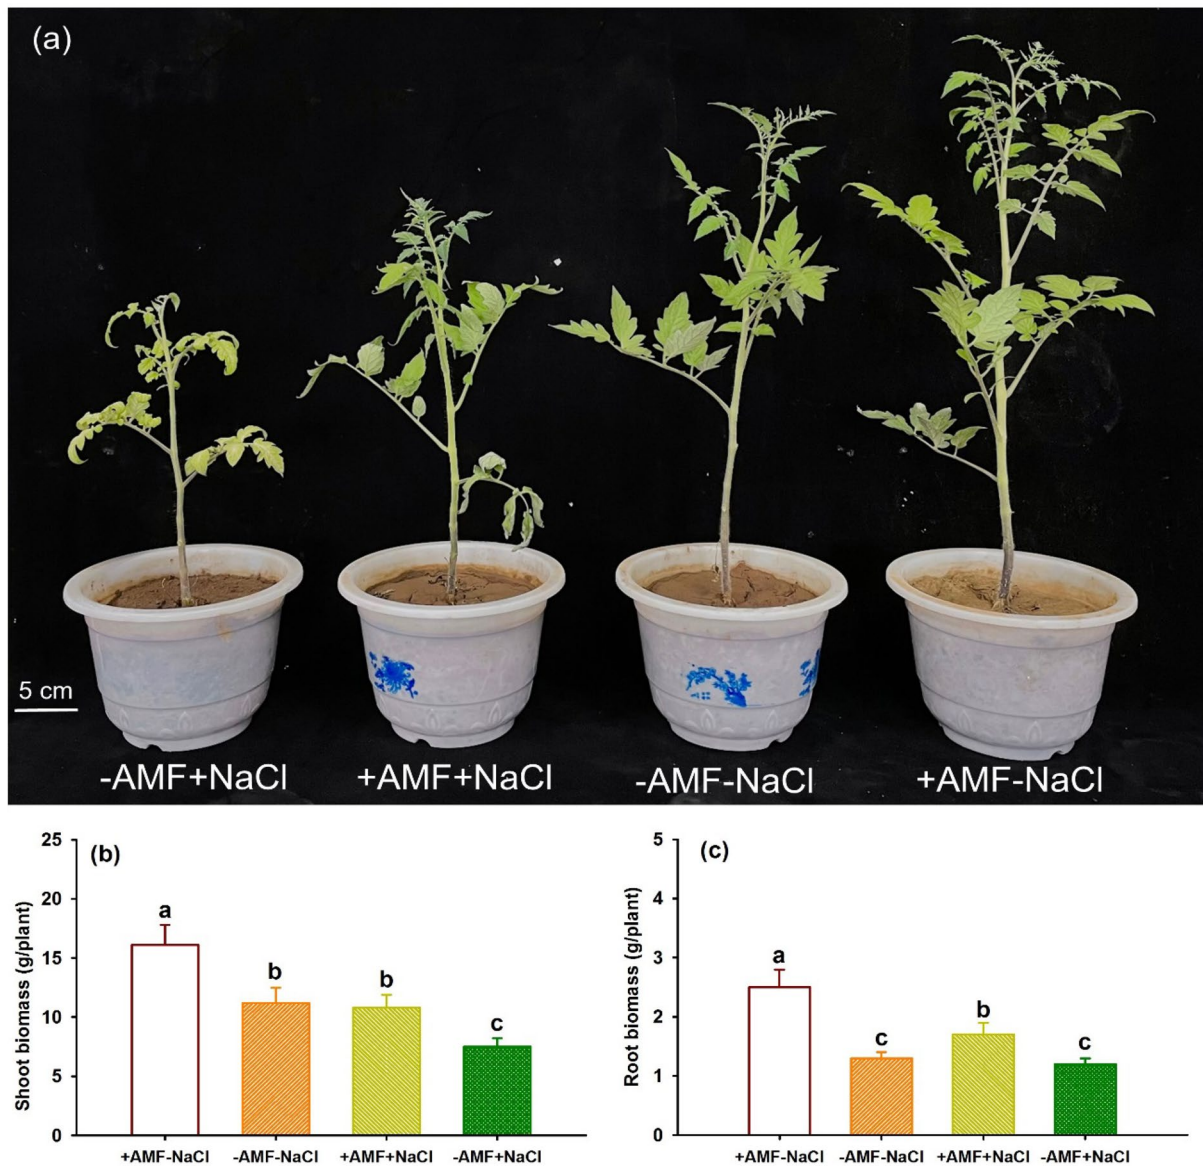 (a)
5 cm
-AMF+NaCl +AMF+NaCl -AMF-NaCl +AMF-NaCl
(b)
Shoot biomass (g/plant)
25
20
15
10
5
0
a
b
b
c
+AMF-NaCl -AMF-NaCl +AMF+NaCl -AMF+NaCl
(c)
Root biomass (g/plant)
5
4
3
2
1
0
a
c
b
c
+AMF-NaCl -AMF-NaCl +AMF+NaCl -AMF+NaCl